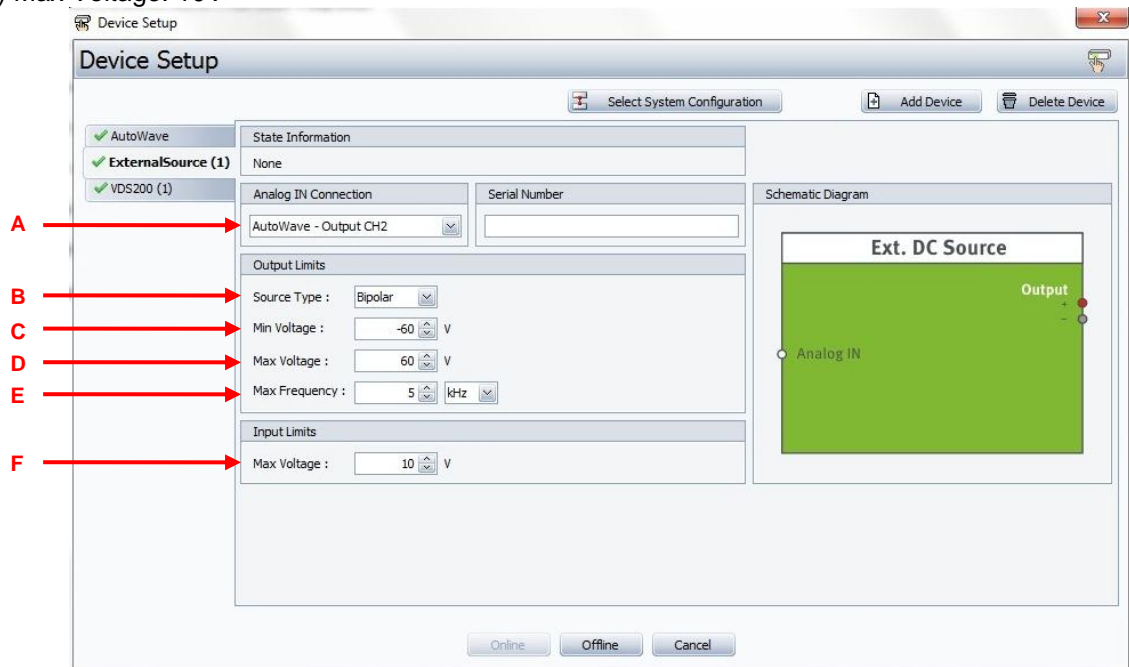 Max Voltage: 10V
Device Setup
X
Device Setup
Select System Configuration
Add Device
Delete Device
AutoWave
ExternalSource (1)
VDS200 (1)
State Information
None
Analog IN Connection
Serial Number
Schematic Diagram
A
AutoWave - Output CH2
Ext. DC Source
Output
+
-
Analog IN
Output Limits
B
Source Type :
Bipolar
C
Min Voltage :
-60
V
D
Max Voltage :
60
V
E
Max Frequency :
5
kHz
Input Limits
F
Max Voltage :
10
V
Online
Offline
Cancel